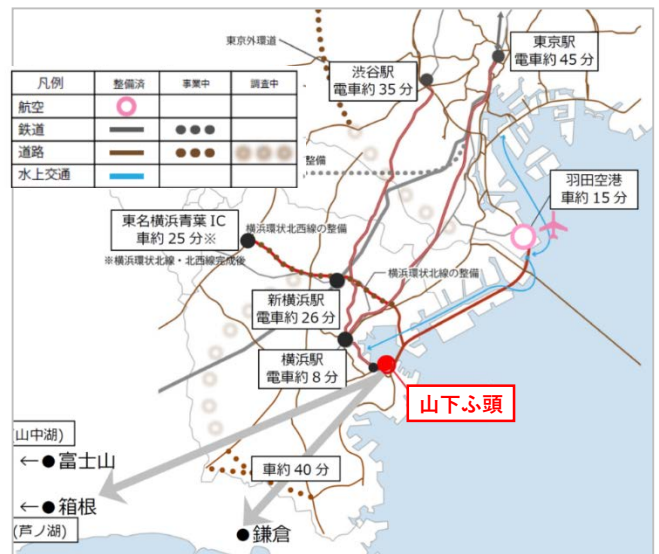 東京外環道
渋谷駅
電車約 35 分
東京駅
電車約 45 分
凡例
整備済
事業中
調査中
航空
鉄道
道路
水上交通
整備
羽田空港
車約 15 分
東名横浜青葉 IC
車約 25 分※
横浜環状北西線の整備
※横浜環状北線・北西線完成後
横浜環状北線の整備
新横浜駅
電車約 26 分
横浜駅
電車約 8 分
山下ふ頭
山中湖)
←●富士山
車約 40 分
←● 箱根
(芦ノ湖)
●鎌倉